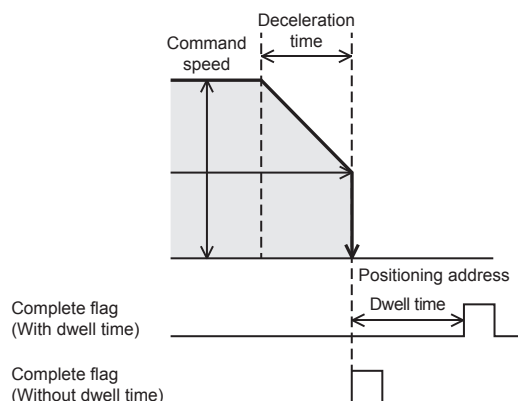 Deceleration
time
Command
speed
Positioning address
Dwell time
Complete flag
(With dwell time)
Complete flag
(Without dwell time)